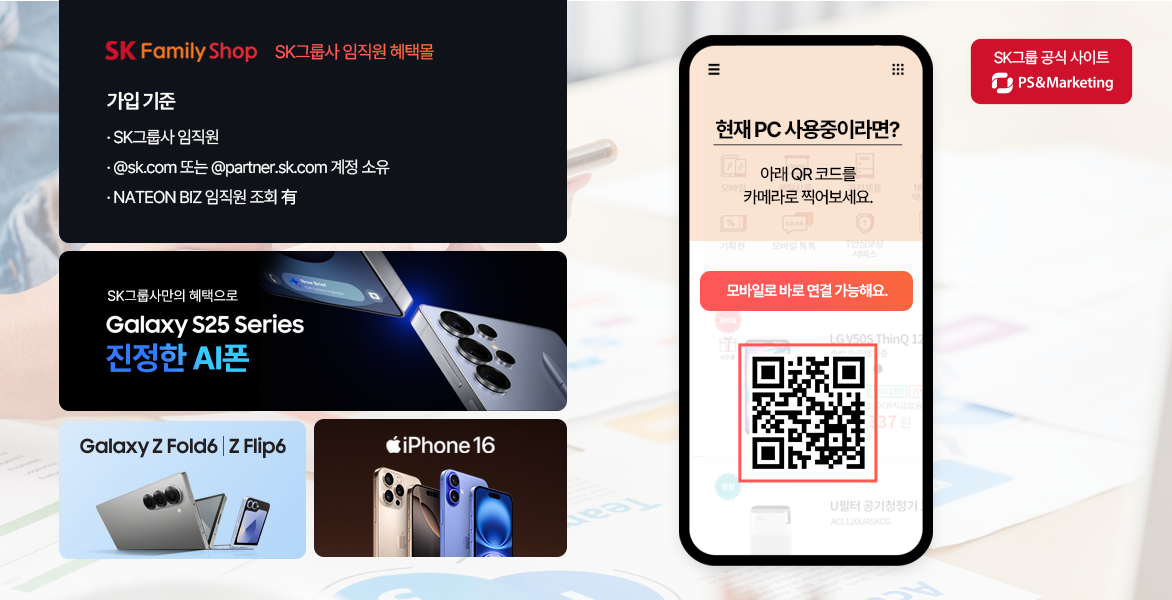 SK Family Shop SK그룹사 임직원 혜택몰
가입 기준
· SK그룹사 임직원
· @sk.com 또는 @partner.sk.com 계정 소유
· NATEON BIZ 임직원 조회 有
SK그룹사만의 혜택으로
Galaxy S25 Series
진정한 AI폰
Galaxy Z Fold6 | Z Flip6
iPhone 16
현재 PC 사용중이라면?
아래 QR 코드를
카메라로 찍어보세요.
모바일
기획전
모바일 톡톡
T안심보상
서비스
모바일로 바로 연결 가능해요.
LG V50S ThinQ 12
337 원
U필터 공기청정기
ACL120UASKCG
SK그룹 공식 사이트
PS&Marketing